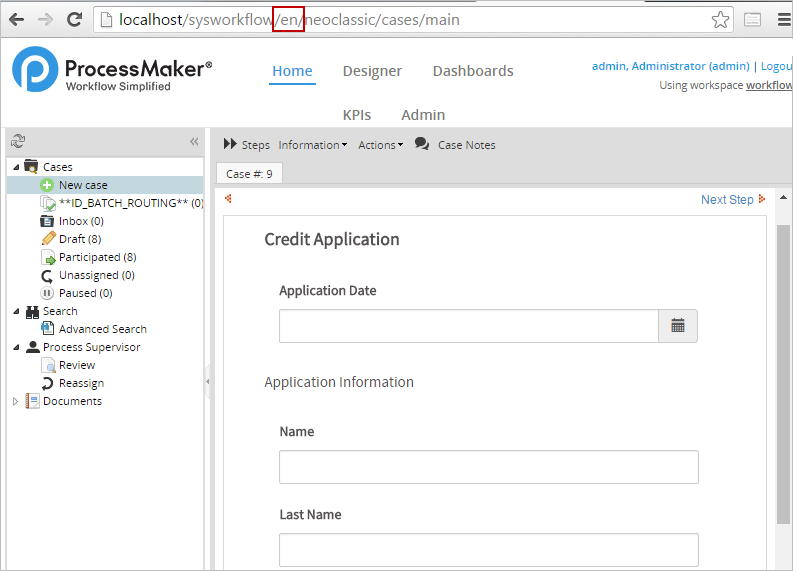 localhost/sysworkflow/en/neoclassic/cases/main
ProcessMaker®
Workflow Simplified
Home Designer Dashboards
KPIs Admin
admin, Administrator (admin) | Logou
Using workspace workflow
Steps Information Actions Case Notes
Case #: 9
Cases
New case
**ID_BATCH_ROUTING** (0)
Inbox (0)
Draft (8)
Participated (8)
Unassigned (0)
Paused (0)
Search
Advanced Search
Process Supervisor
Review
Reassign
Documents
Next Step
Credit Application
Application Date
Application Information
Name
Last Name